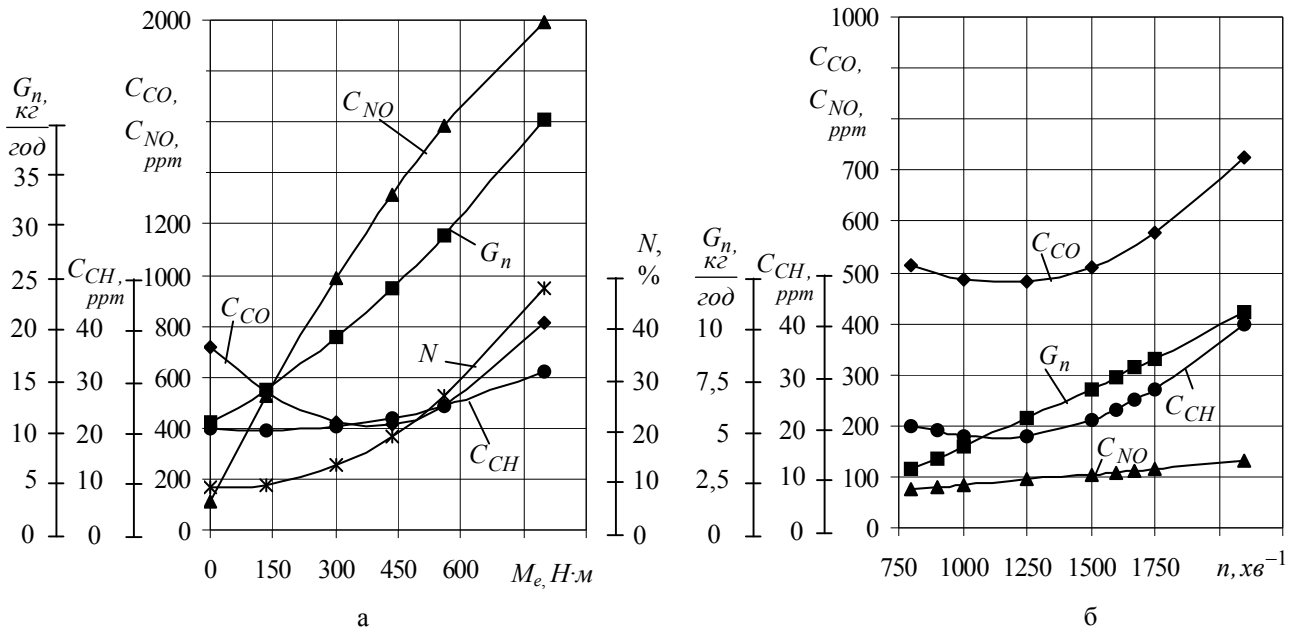 2000
G_n,
кг
год
C_CO,
C_NO,
ppm
C_NO
35
30
25
20
15
10
5
0
C_CH,
ppm
40
30
20
10
0
1200
1000
800
600
400
200
0
C_CO
G_n
N
C_CH
N,
%
40
30
20
10
0
0 150 300 450 600 M_e, Н·м
а
1000
C_CO,
C_NO,
ppm
700
600
500
400
300
200
100
0
G_n,
кг
год
10
7,5
5
2,5
0
C_CH,
ppm
40
30
20
10
0
C_CO
G_n
C_CH
C_NO
750 1000 1250 1500 1750 n, хв⁻¹
б